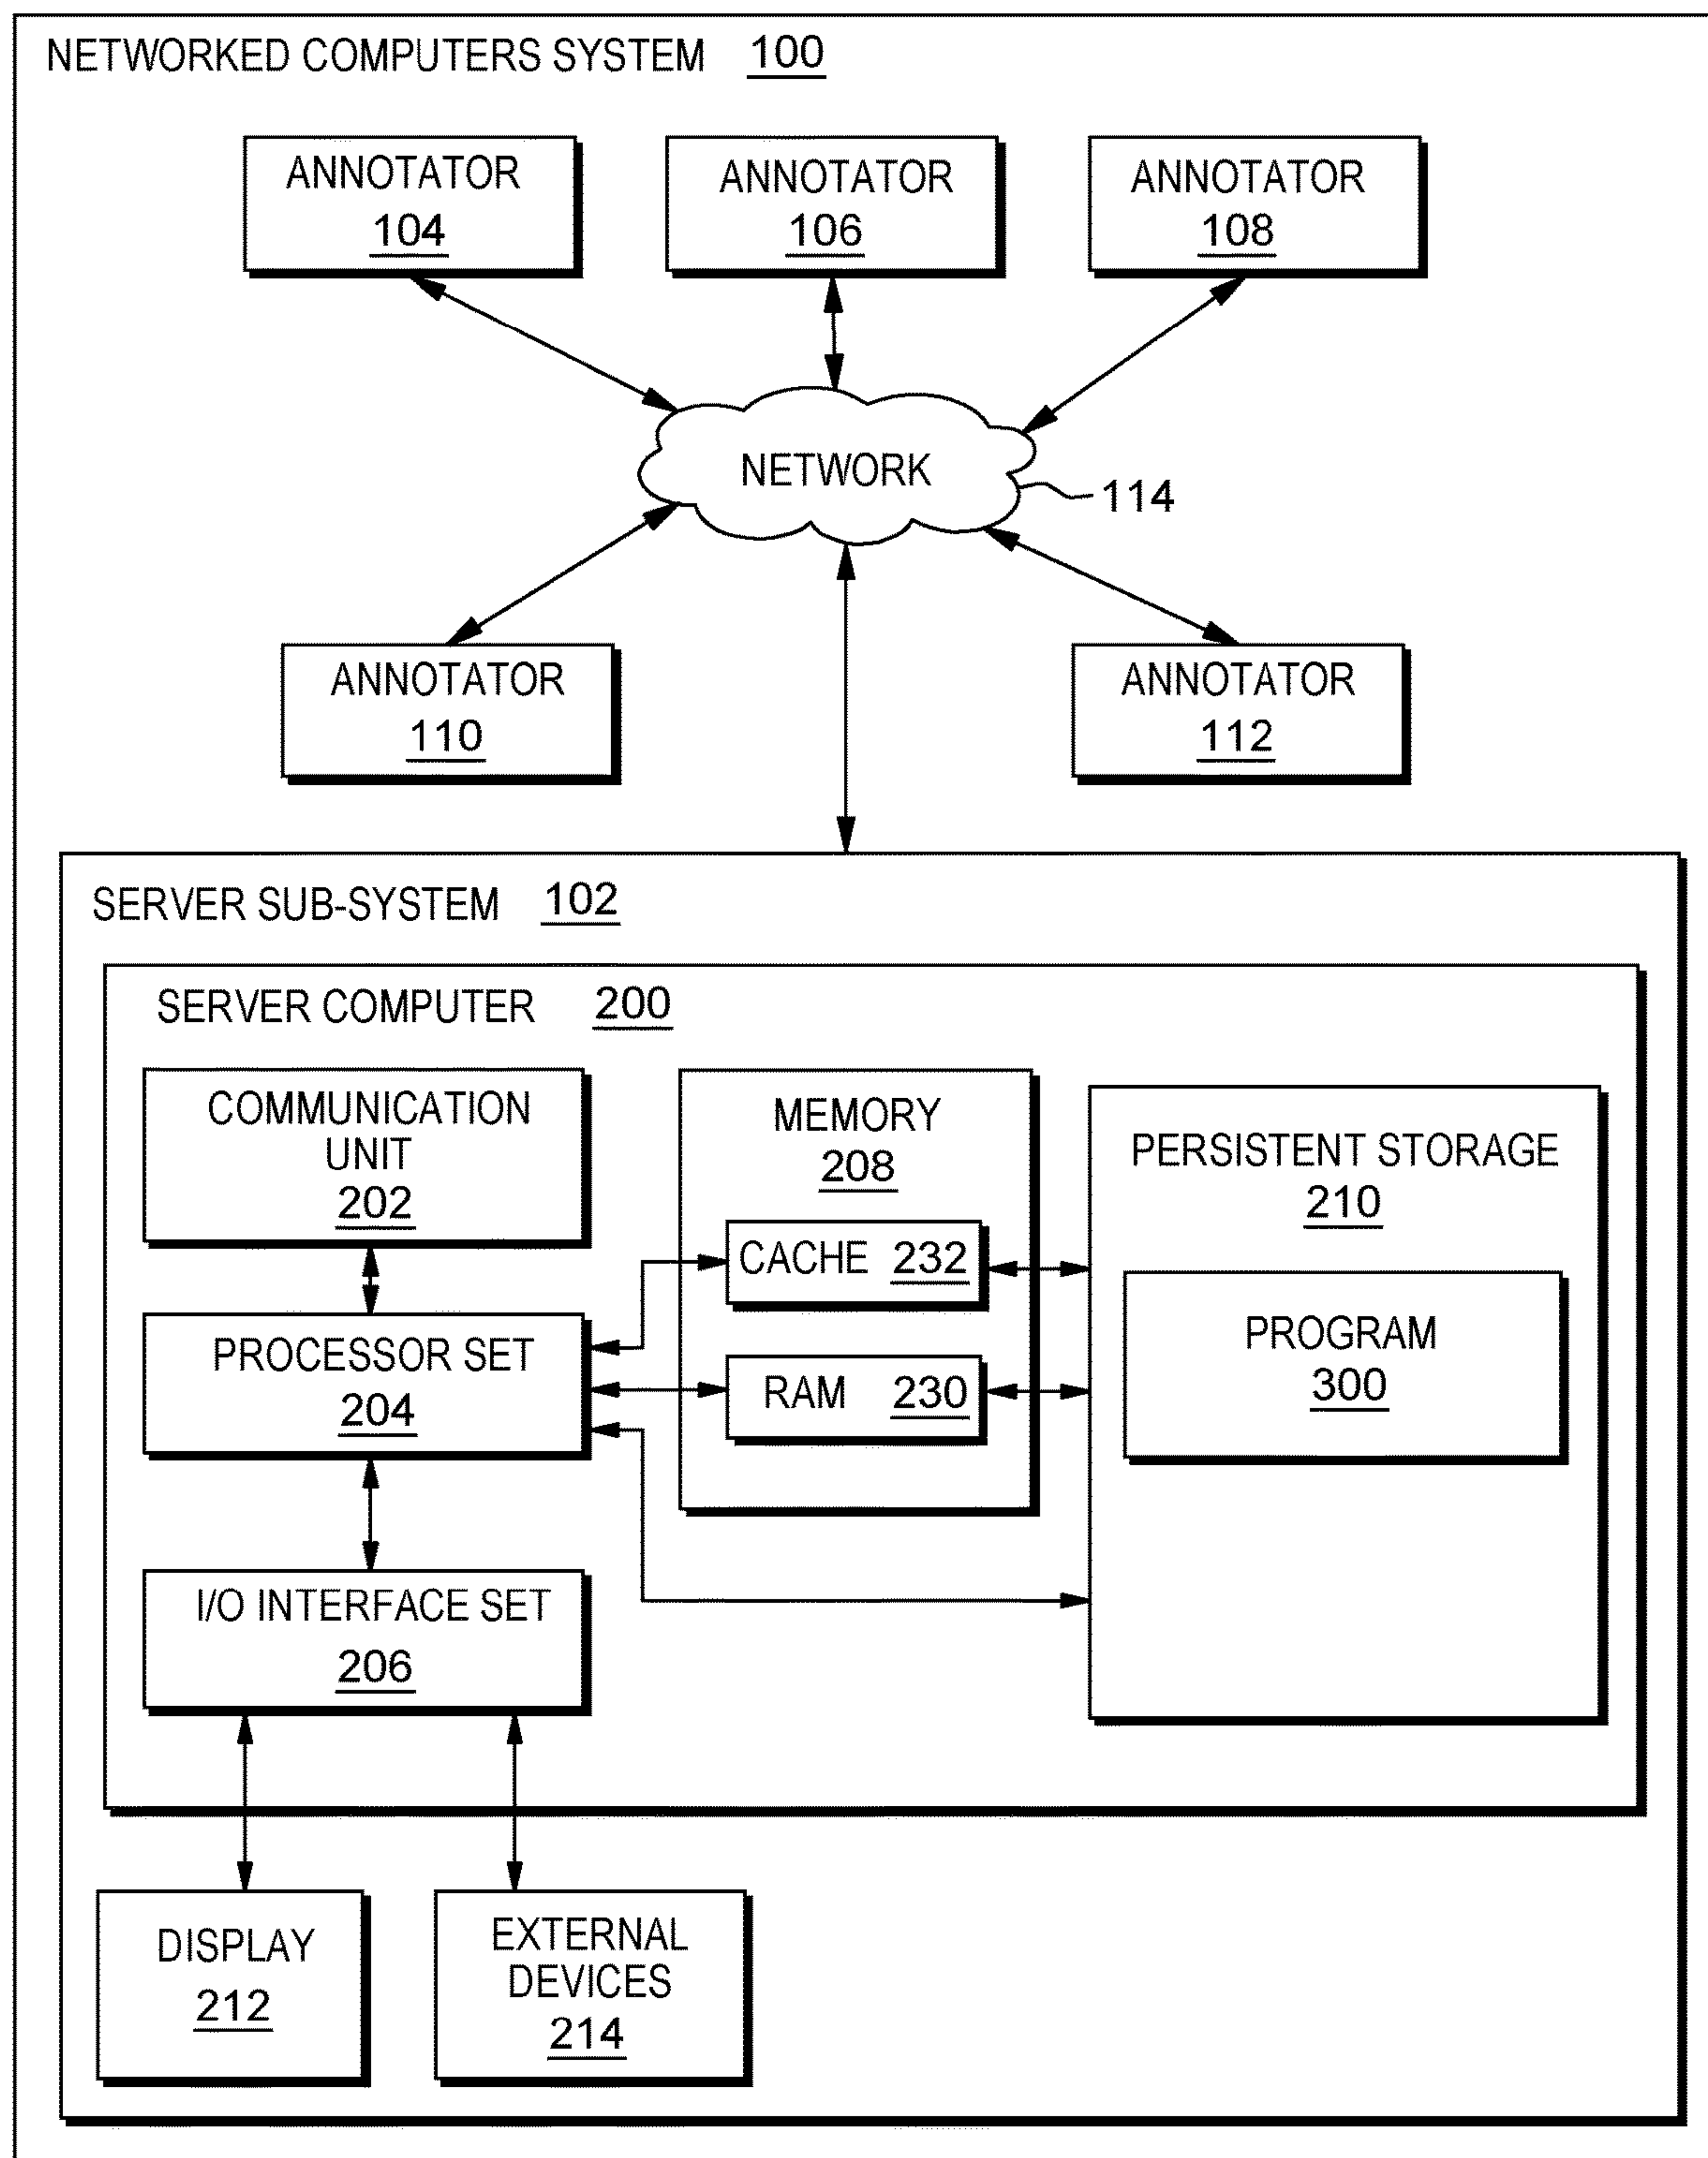 NETWORKED COMPUTERS SYSTEM 100
ANNOTATOR
104
ANNOTATOR
106
ANNOTATOR
108
NETWORK
114
ANNOTATOR
110
ANNOTATOR
112
SERVER SUB-SYSTEM 102
SERVER COMPUTER 200
COMMUNICATION
UNIT
202
MEMORY
208
PERSISTENT STORAGE
210
CACHE 232
PROGRAM
300
PROCESSOR SET
204
RAM 230
I/O INTERFACE SET
206
DISPLAY
212
EXTERNAL
DEVICES
214